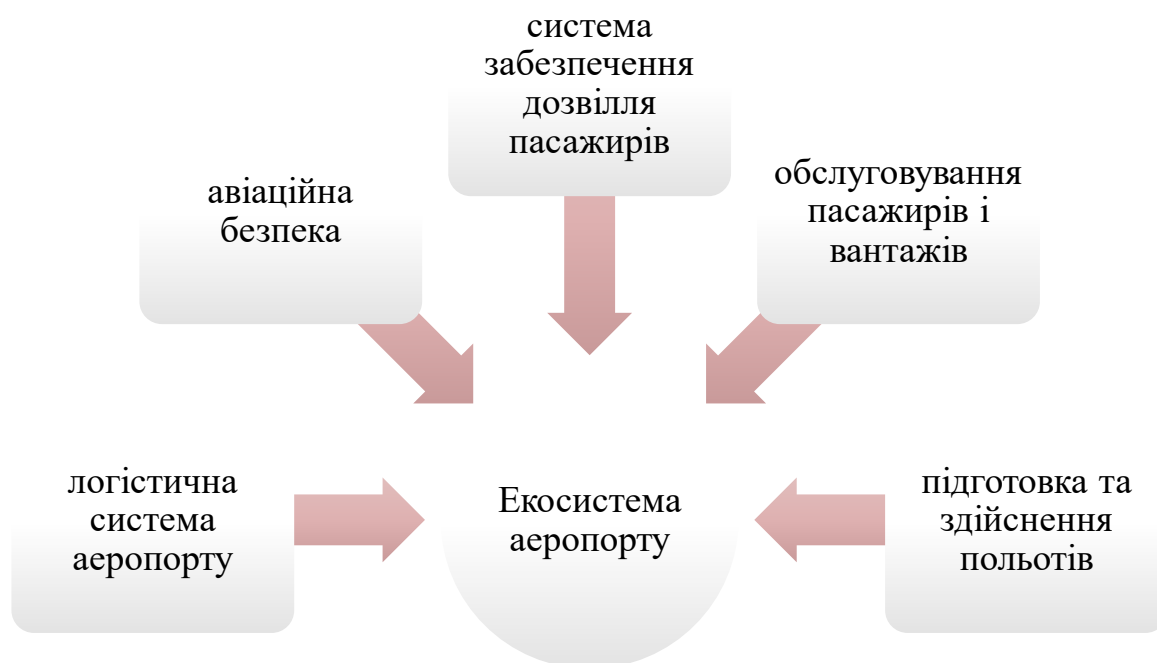 система
забезпечення
дозвілля
пасажирів
авіаційна
безпека
обслуговування
пасажирів і
вантажів
логістична
система
аеропорту
Екосистема
аеропорту
підготовка та
здійснення
польотів